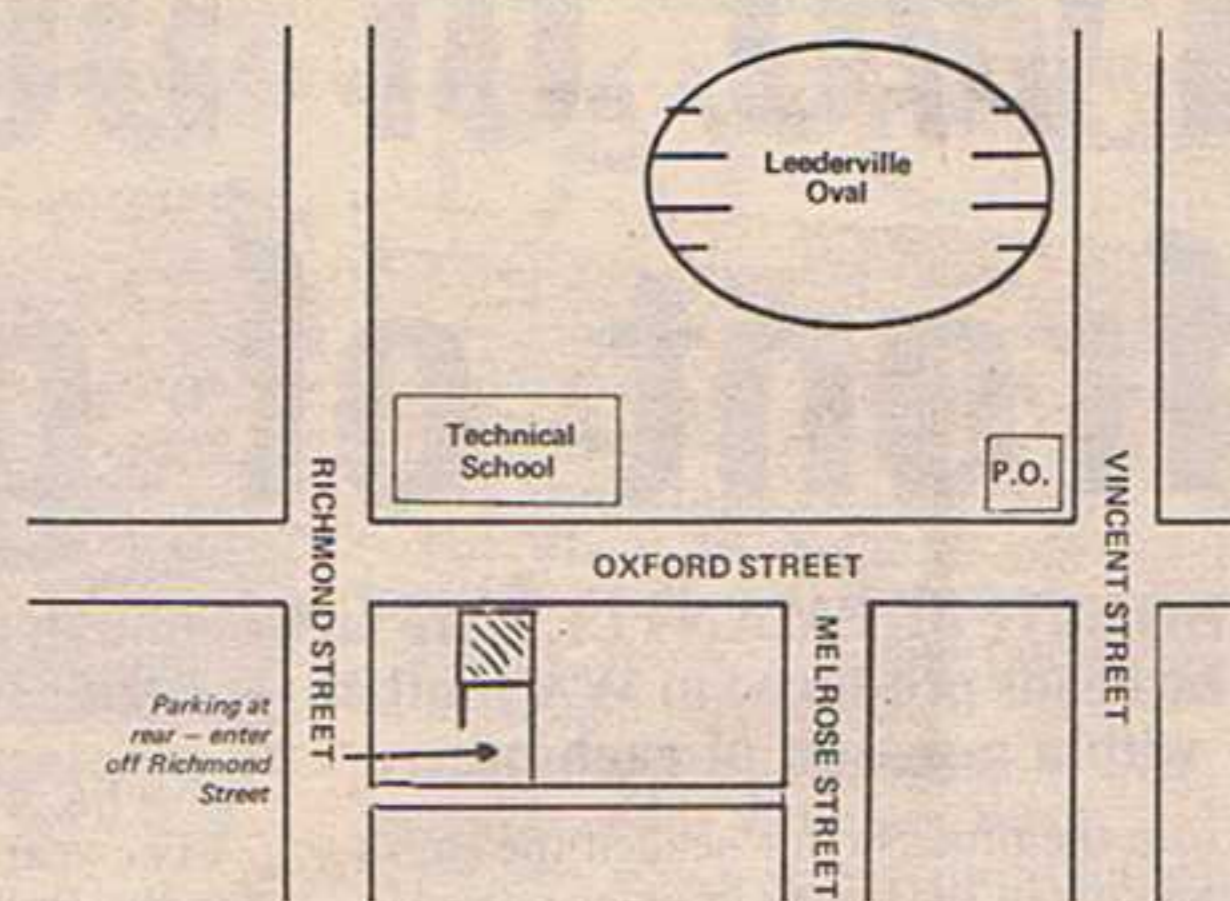 Leederville
Oval
Technical
School
P.O.
RICHMOND STREET
VINCENT STREET
OXFORD STREET
MELROSE STREET
Parking at
rear – enter
off Richmond
Street